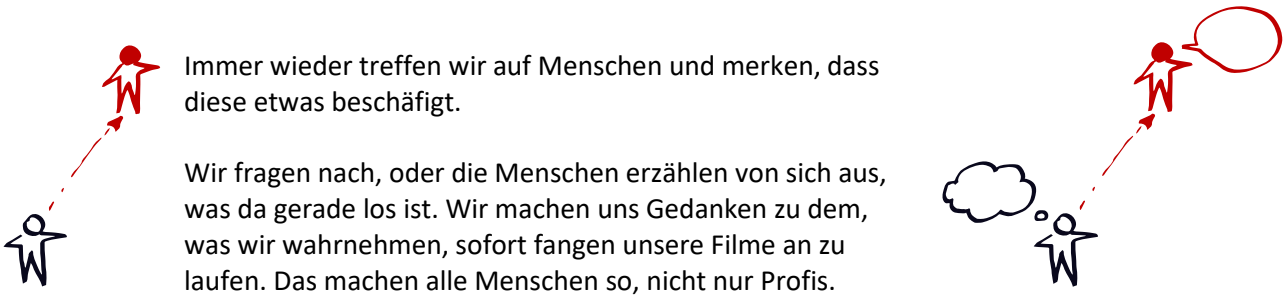 Immer wieder treffen wir auf Menschen und merken, dass
diese etwas beschäfigt.
Wir fragen nach, oder die Menschen erzählen von sich aus,
was da gerade los ist. Wir machen uns Gedanken zu dem,
was wir wahrnehmen, sofort fangen unsere Filme an zu
laufen. Das machen alle Menschen so, nicht nur Profis.